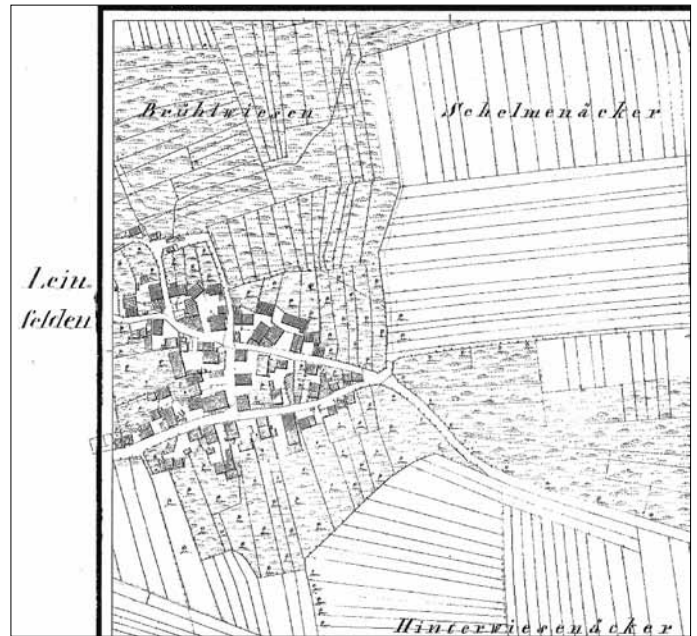 Brühlwiesen
Schelmenäcker
Lein-
felden
Hinterwiesenäcker